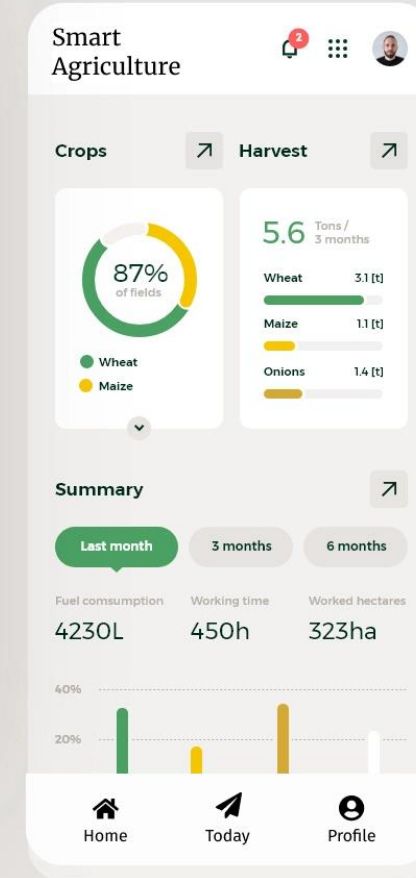 Smart
Agriculture
2
Crops
Harvest
87%
of fields
Wheat
Maize
5.6 Tons /
3 months
Wheat 3.1 [t]
Maize 1.1 [t]
Onions 1.4 [t]
Summary
Last month 3 months 6 months
Fuel comsumption Working time Worked hectares
4230L 450h 323ha
40%
20%
Home Today Profile